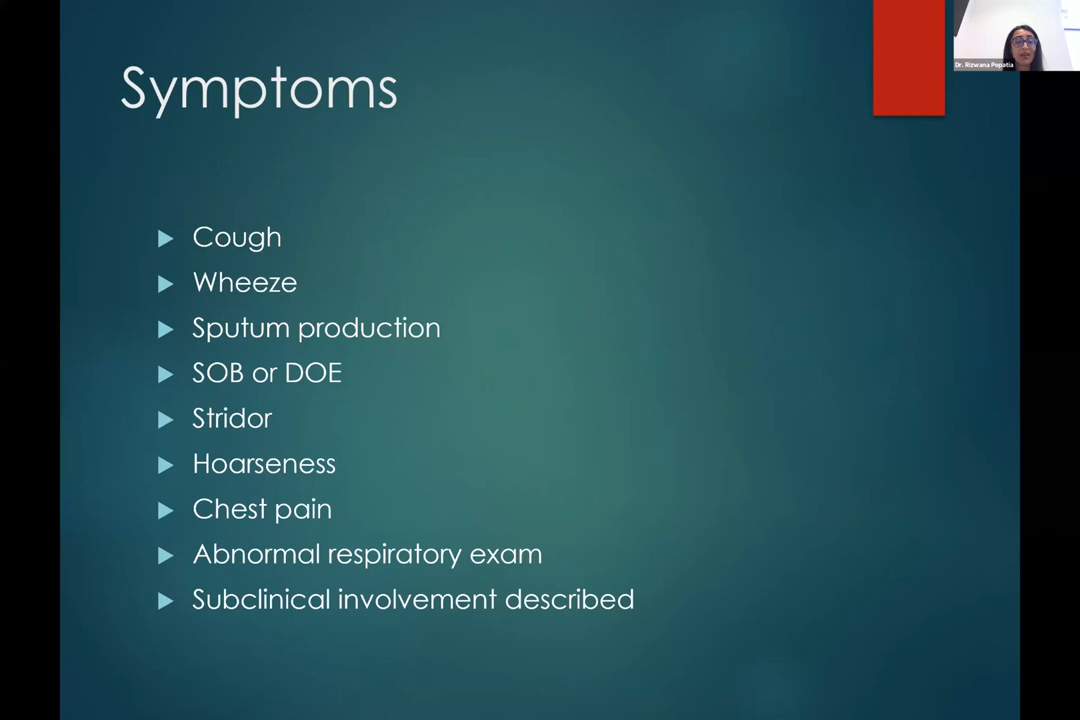 Symptoms
Dr. Rizwana Popatia
Cough
Wheeze
Sputum production
SOB or DOE
Stridor
Hoarseness
Chest pain
Abnormal respiratory exam
Subclinical involvement described